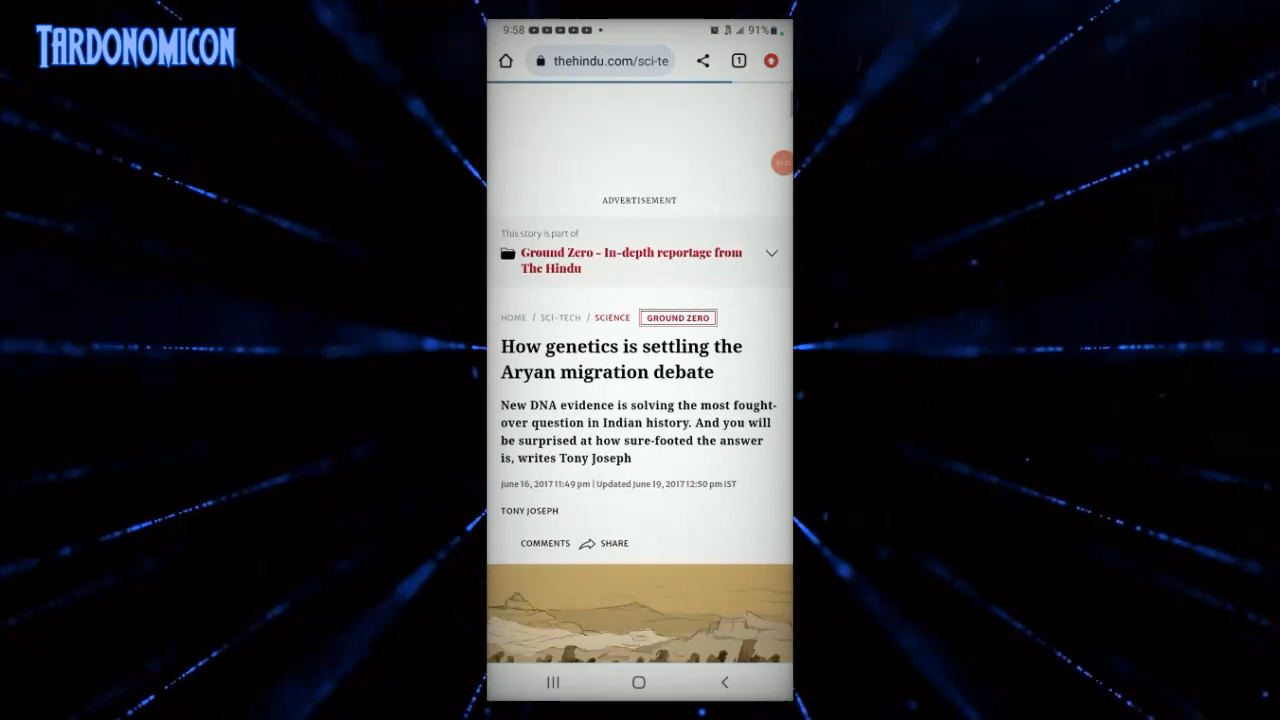 TARDONOMICON
9:58
91%
thehindu.com/sci-te
1
ADVERTISEMENT
This story is part of
Ground Zero - In-depth reportage from
The Hindu
HOME / SCI-TECH / SCIENCE GROUND ZERO
How genetics is settling the
Aryan migration debate
New DNA evidence is solving the most fought-
over question in Indian history. And you will
be surprised at how sure-footed the answer
is, writes Tony Joseph
June 16, 2017 11:49 pm | Updated June 19, 2017 12:50 pm IST
TONY JOSEPH
COMMENTS SHARE